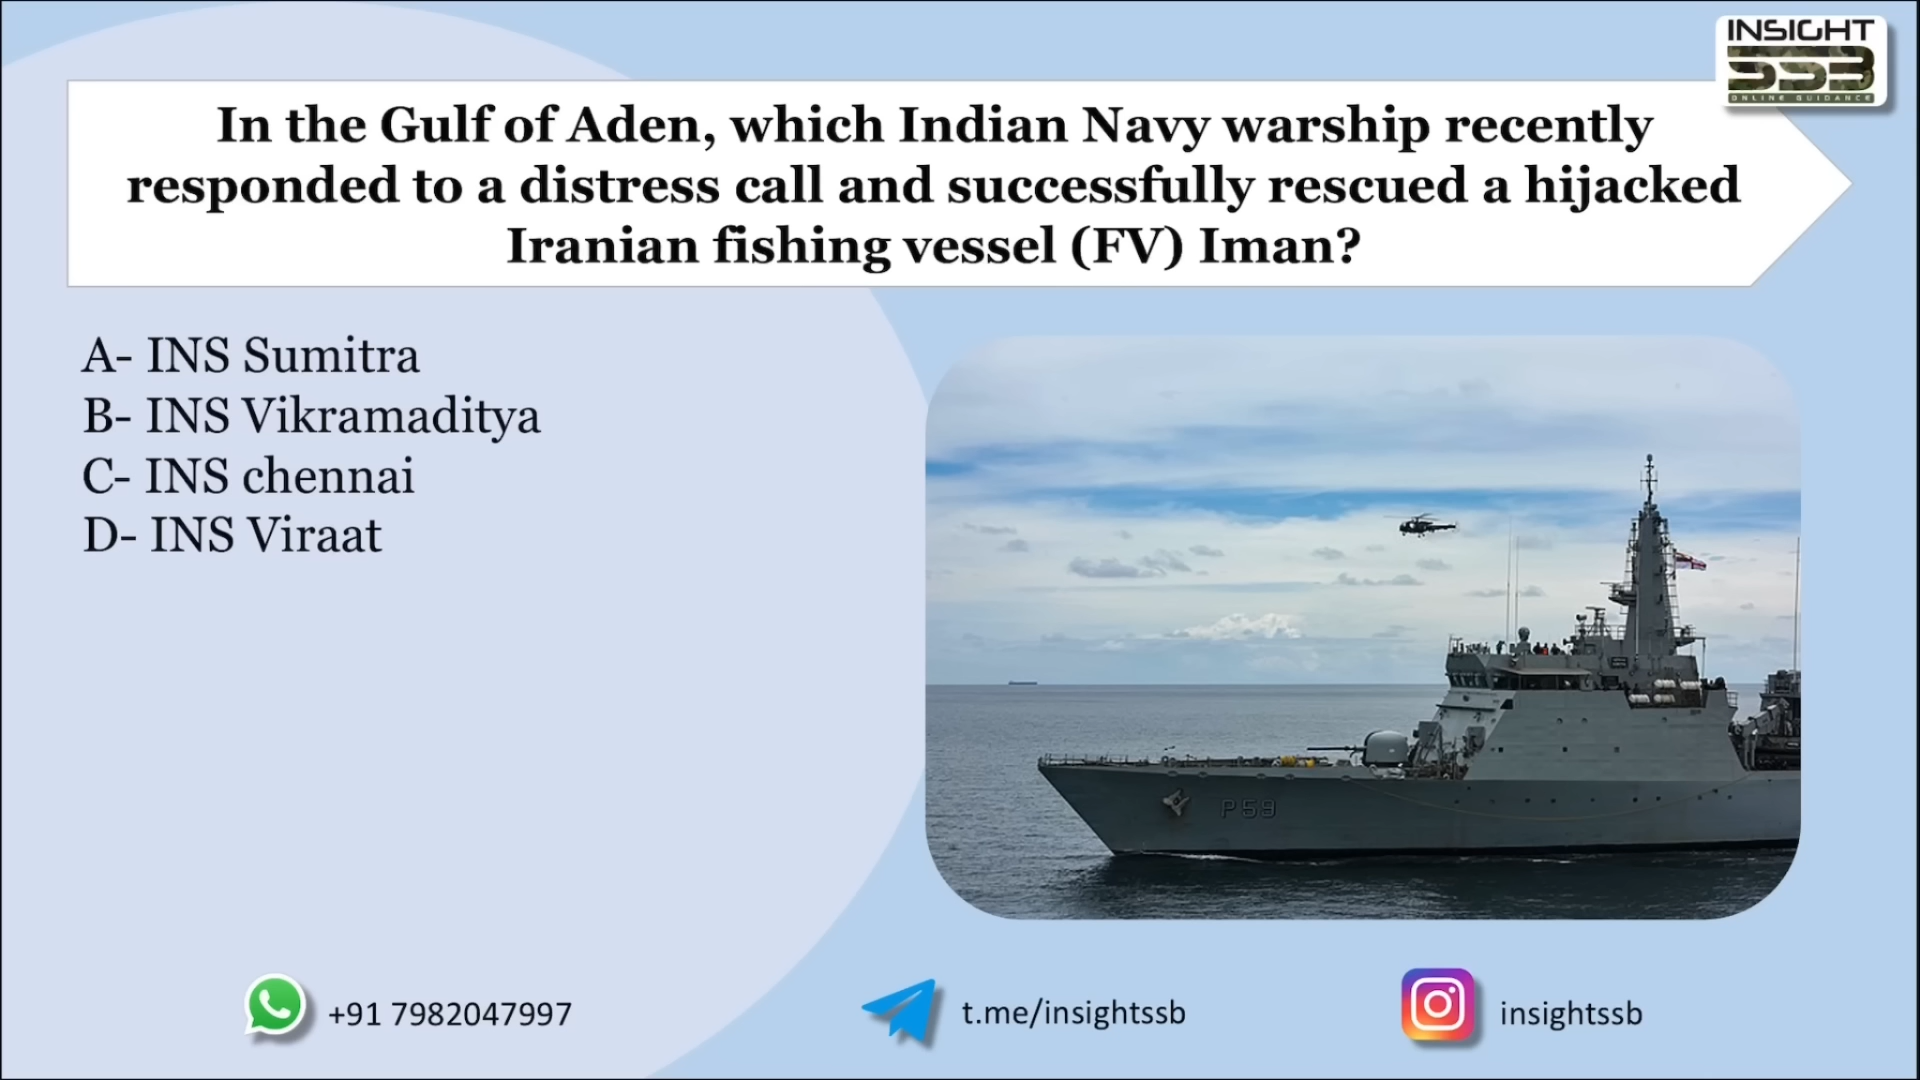 INSIGHT
SSB
ONLINE GUIDANCE
In the Gulf of Aden, which Indian Navy warship recently
responded to a distress call and successfully rescued a hijacked
Iranian fishing vessel (FV) Iman?
A- INS Sumitra
B- INS Vikramaditya
C- INS chennai
D- INS Viraat
P59
+91 7982047997
t.me/insightssb
insightssb